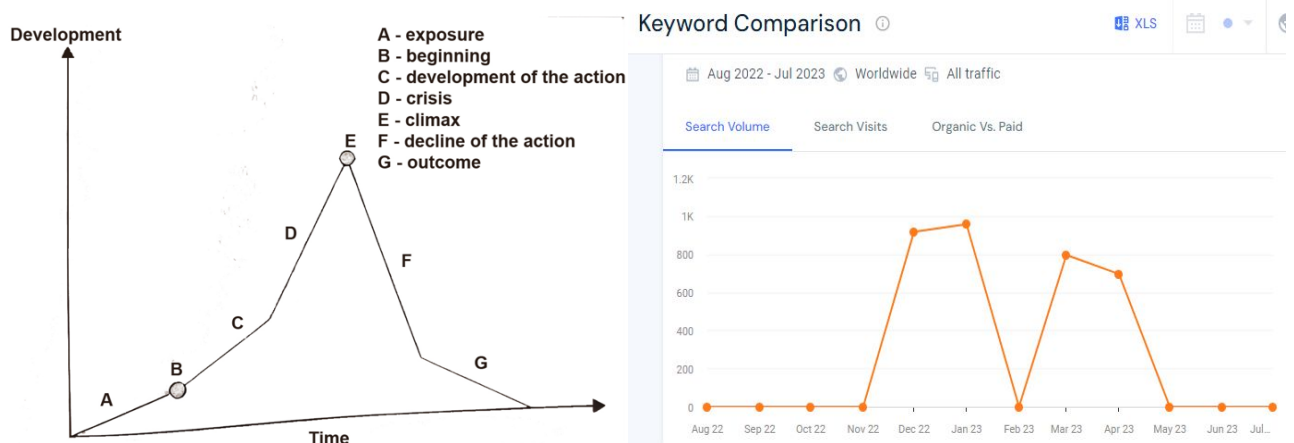 Development
A - exposure
B - beginning
C - development of the action
D - crisis
E - climax
F - decline of the action
G - outcome
E
D
F
C
B
G
A
Time
Keyword Comparison
XLS
Aug 2022 - Jul 2023 Worldwide All traffic
Search Volume Search Visits Organic Vs. Paid
1.2K
1K
800
600
400
200
0
Aug 22 Sep 22 Oct 22 Nov 22 Dec 22 Jan 23 Feb 23 Mar 23 Apr 23 May 23 Jun 23 Jul...